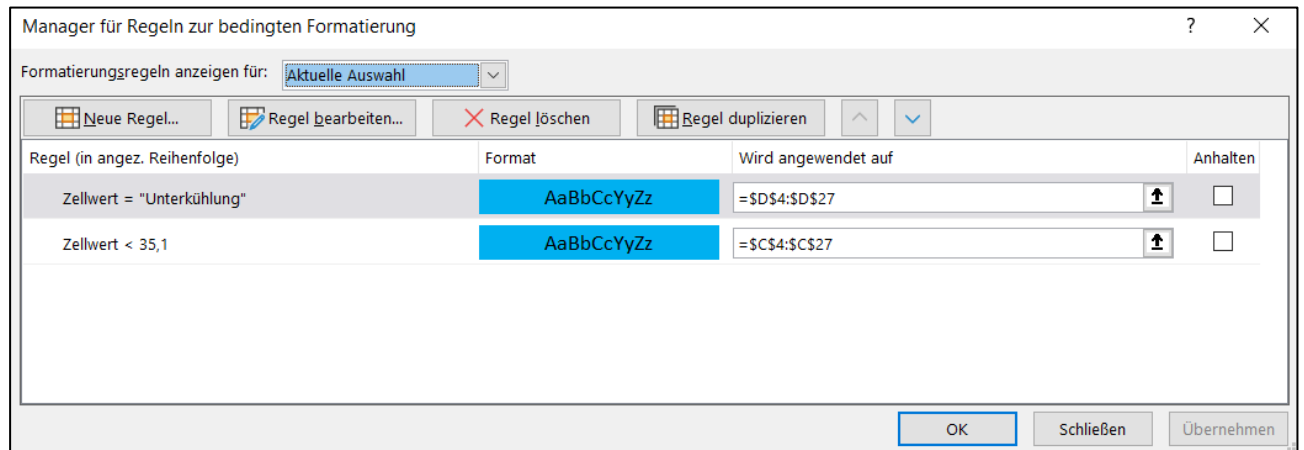 Manager für Regeln zur bedingten Formatierung ?
Formatierungsregeln anzeigen für: Aktuelle Auswahl
Neue Regel... Regel bearbeiten... Regel löschen Regel duplizieren
Regel (in angez. Reihenfolge) Format Wird angewendet auf Anhalten
Zellwert = "Unterkühlung" AaBbCcYyZz =$D$4:$D$27
Zellwert < 35,1 AaBbCcYyZz =$C$4:$C$27
OK Schließen Übernehmen